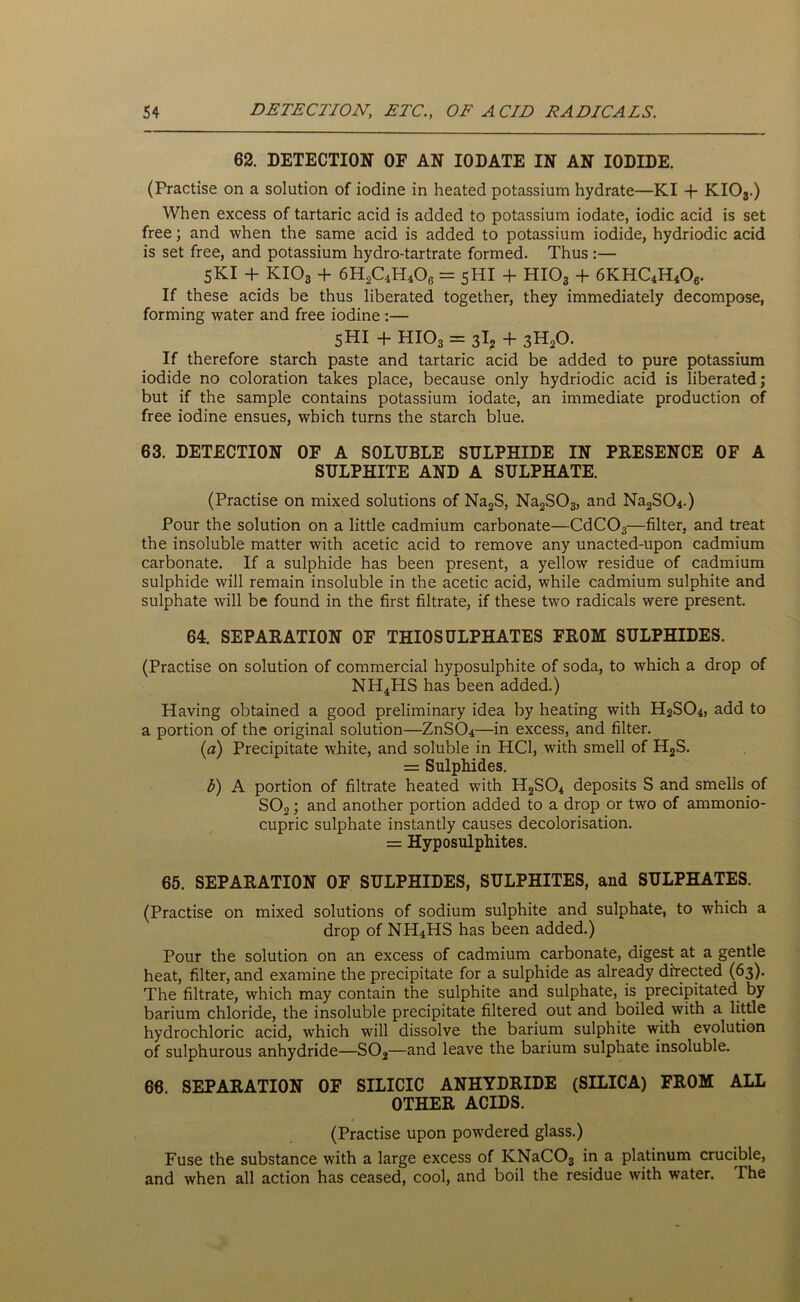 54 DETECTION, ETC., OF ACID RADICALS.
62. DETECTION OF AN IODATE IN AN IODIDE.
(Practise on a solution of iodine in heated potassium hydrate—KI + KIO₃.)
When excess of tartaric acid is added to potassium iodate, iodic acid is set
free; and when the same acid is added to potassium iodide, hydriodic acid
is set free, and potassium hydro-tartrate formed. Thus :—
5KI + KIO₃ + 6H₂C₄H₄O₆ = 5HI + HIO₃ + 6KHC₄H₄O₆.
If these acids be thus liberated together, they immediately decompose,
forming water and free iodine :—
5HI + HIO₃ = 3I₂ + 3H₂O.
If therefore starch paste and tartaric acid be added to pure potassium
iodide no coloration takes place, because only hydriodic acid is liberated;
but if the sample contains potassium iodate, an immediate production of
free iodine ensues, which turns the starch blue.
63. DETECTION OF A SOLUBLE SULPHIDE IN PRESENCE OF A
SULPHITE AND A SULPHATE.
(Practise on mixed solutions of Na₂S, Na₂SO₃, and Na₂SO₄.)
Pour the solution on a little cadmium carbonate—CdCO₃—filter, and treat
the insoluble matter with acetic acid to remove any unacted-upon cadmium
carbonate. If a sulphide has been present, a yellow residue of cadmium
sulphide will remain insoluble in the acetic acid, while cadmium sulphite and
sulphate will be found in the first filtrate, if these two radicals were present.
64. SEPARATION OF THIOSULPHATES FROM SULPHIDES.
(Practise on solution of commercial hyposulphite of soda, to which a drop of
NH₄HS has been added.)
Having obtained a good preliminary idea by heating with H₂SO₄, add to
a portion of the original solution—ZnSO₄—in excess, and filter.
(a) Precipitate white, and soluble in HCl, with smell of H₂S.
= Sulphides.
b) A portion of filtrate heated with H₂SO₄ deposits S and smells of
SO₂; and another portion added to a drop or two of ammonio-
cupric sulphate instantly causes decolorisation.
= Hyposulphites.
65. SEPARATION OF SULPHIDES, SULPHITES, and SULPHATES.
(Practise on mixed solutions of sodium sulphite and sulphate, to which a
drop of NH₄HS has been added.)
Pour the solution on an excess of cadmium carbonate, digest at a gentle
heat, filter, and examine the precipitate for a sulphide as already directed (63).
The filtrate, which may contain the sulphite and sulphate, is precipitated by
barium chloride, the insoluble precipitate filtered out and boiled with a little
hydrochloric acid, which will dissolve the barium sulphite with evolution
of sulphurous anhydride—SO₂—and leave the barium sulphate insoluble.
66. SEPARATION OF SILICIC ANHYDRIDE (SILICA) FROM ALL
OTHER ACIDS.
(Practise upon powdered glass.)
Fuse the substance with a large excess of KNaCO₃ in a platinum crucible,
and when all action has ceased, cool, and boil the residue with water. The